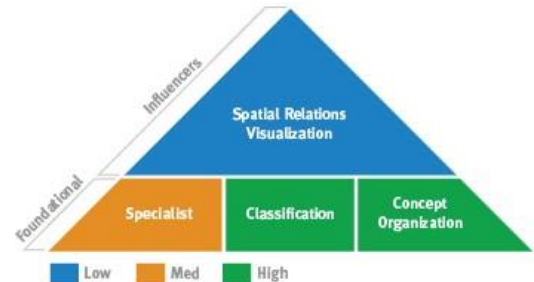 Influencers
Spatial Relations
Visualization
Foundational
Specialist
Classification
Concept
Organization
Low
Med
High